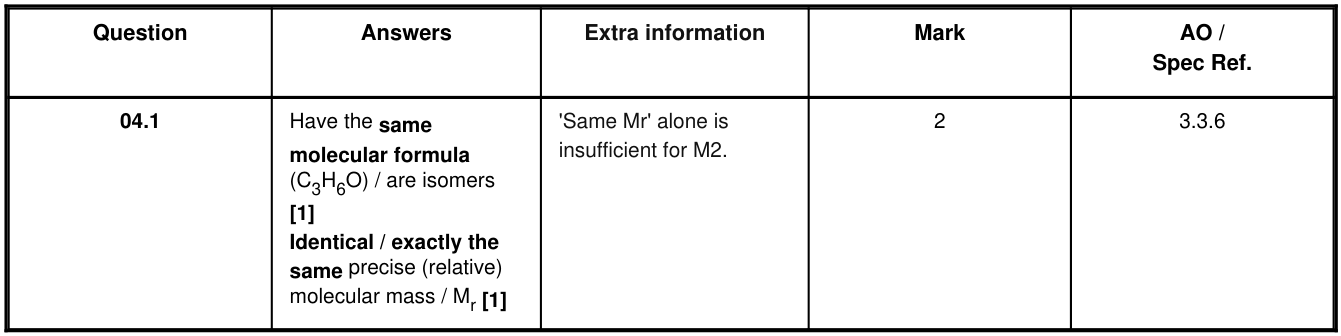 Question Answers Extra information Mark AO /
Spec Ref.
04.1 Have the same 'Same Mr' alone is 2 3.3.6
molecular formula insufficient for M2.
(C₃H₆O) / are isomers
[1]
Identical / exactly the
same precise (relative)
molecular mass / Mᵣ [1]